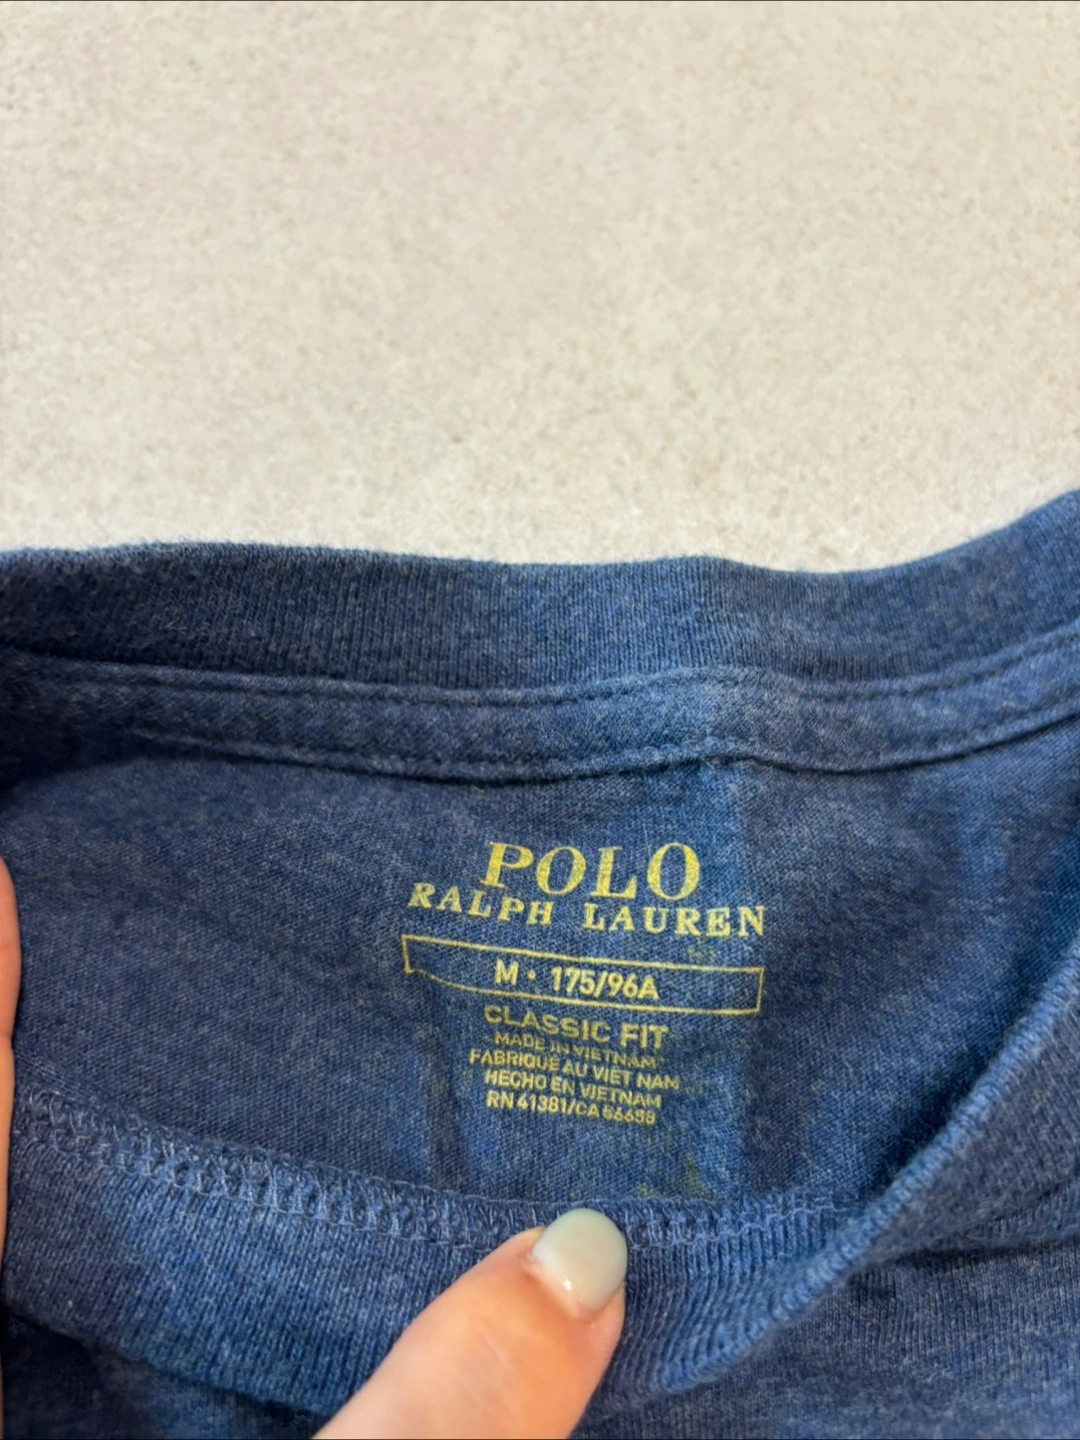 POLO
RALPH LAUREN
M • 175/96A
CLASSIC FIT
MADE IN VIETNAM
FABRIQUÉ AU VIÊT NAM
HECHO EN VIETNAM
RN 41381/CA 56658